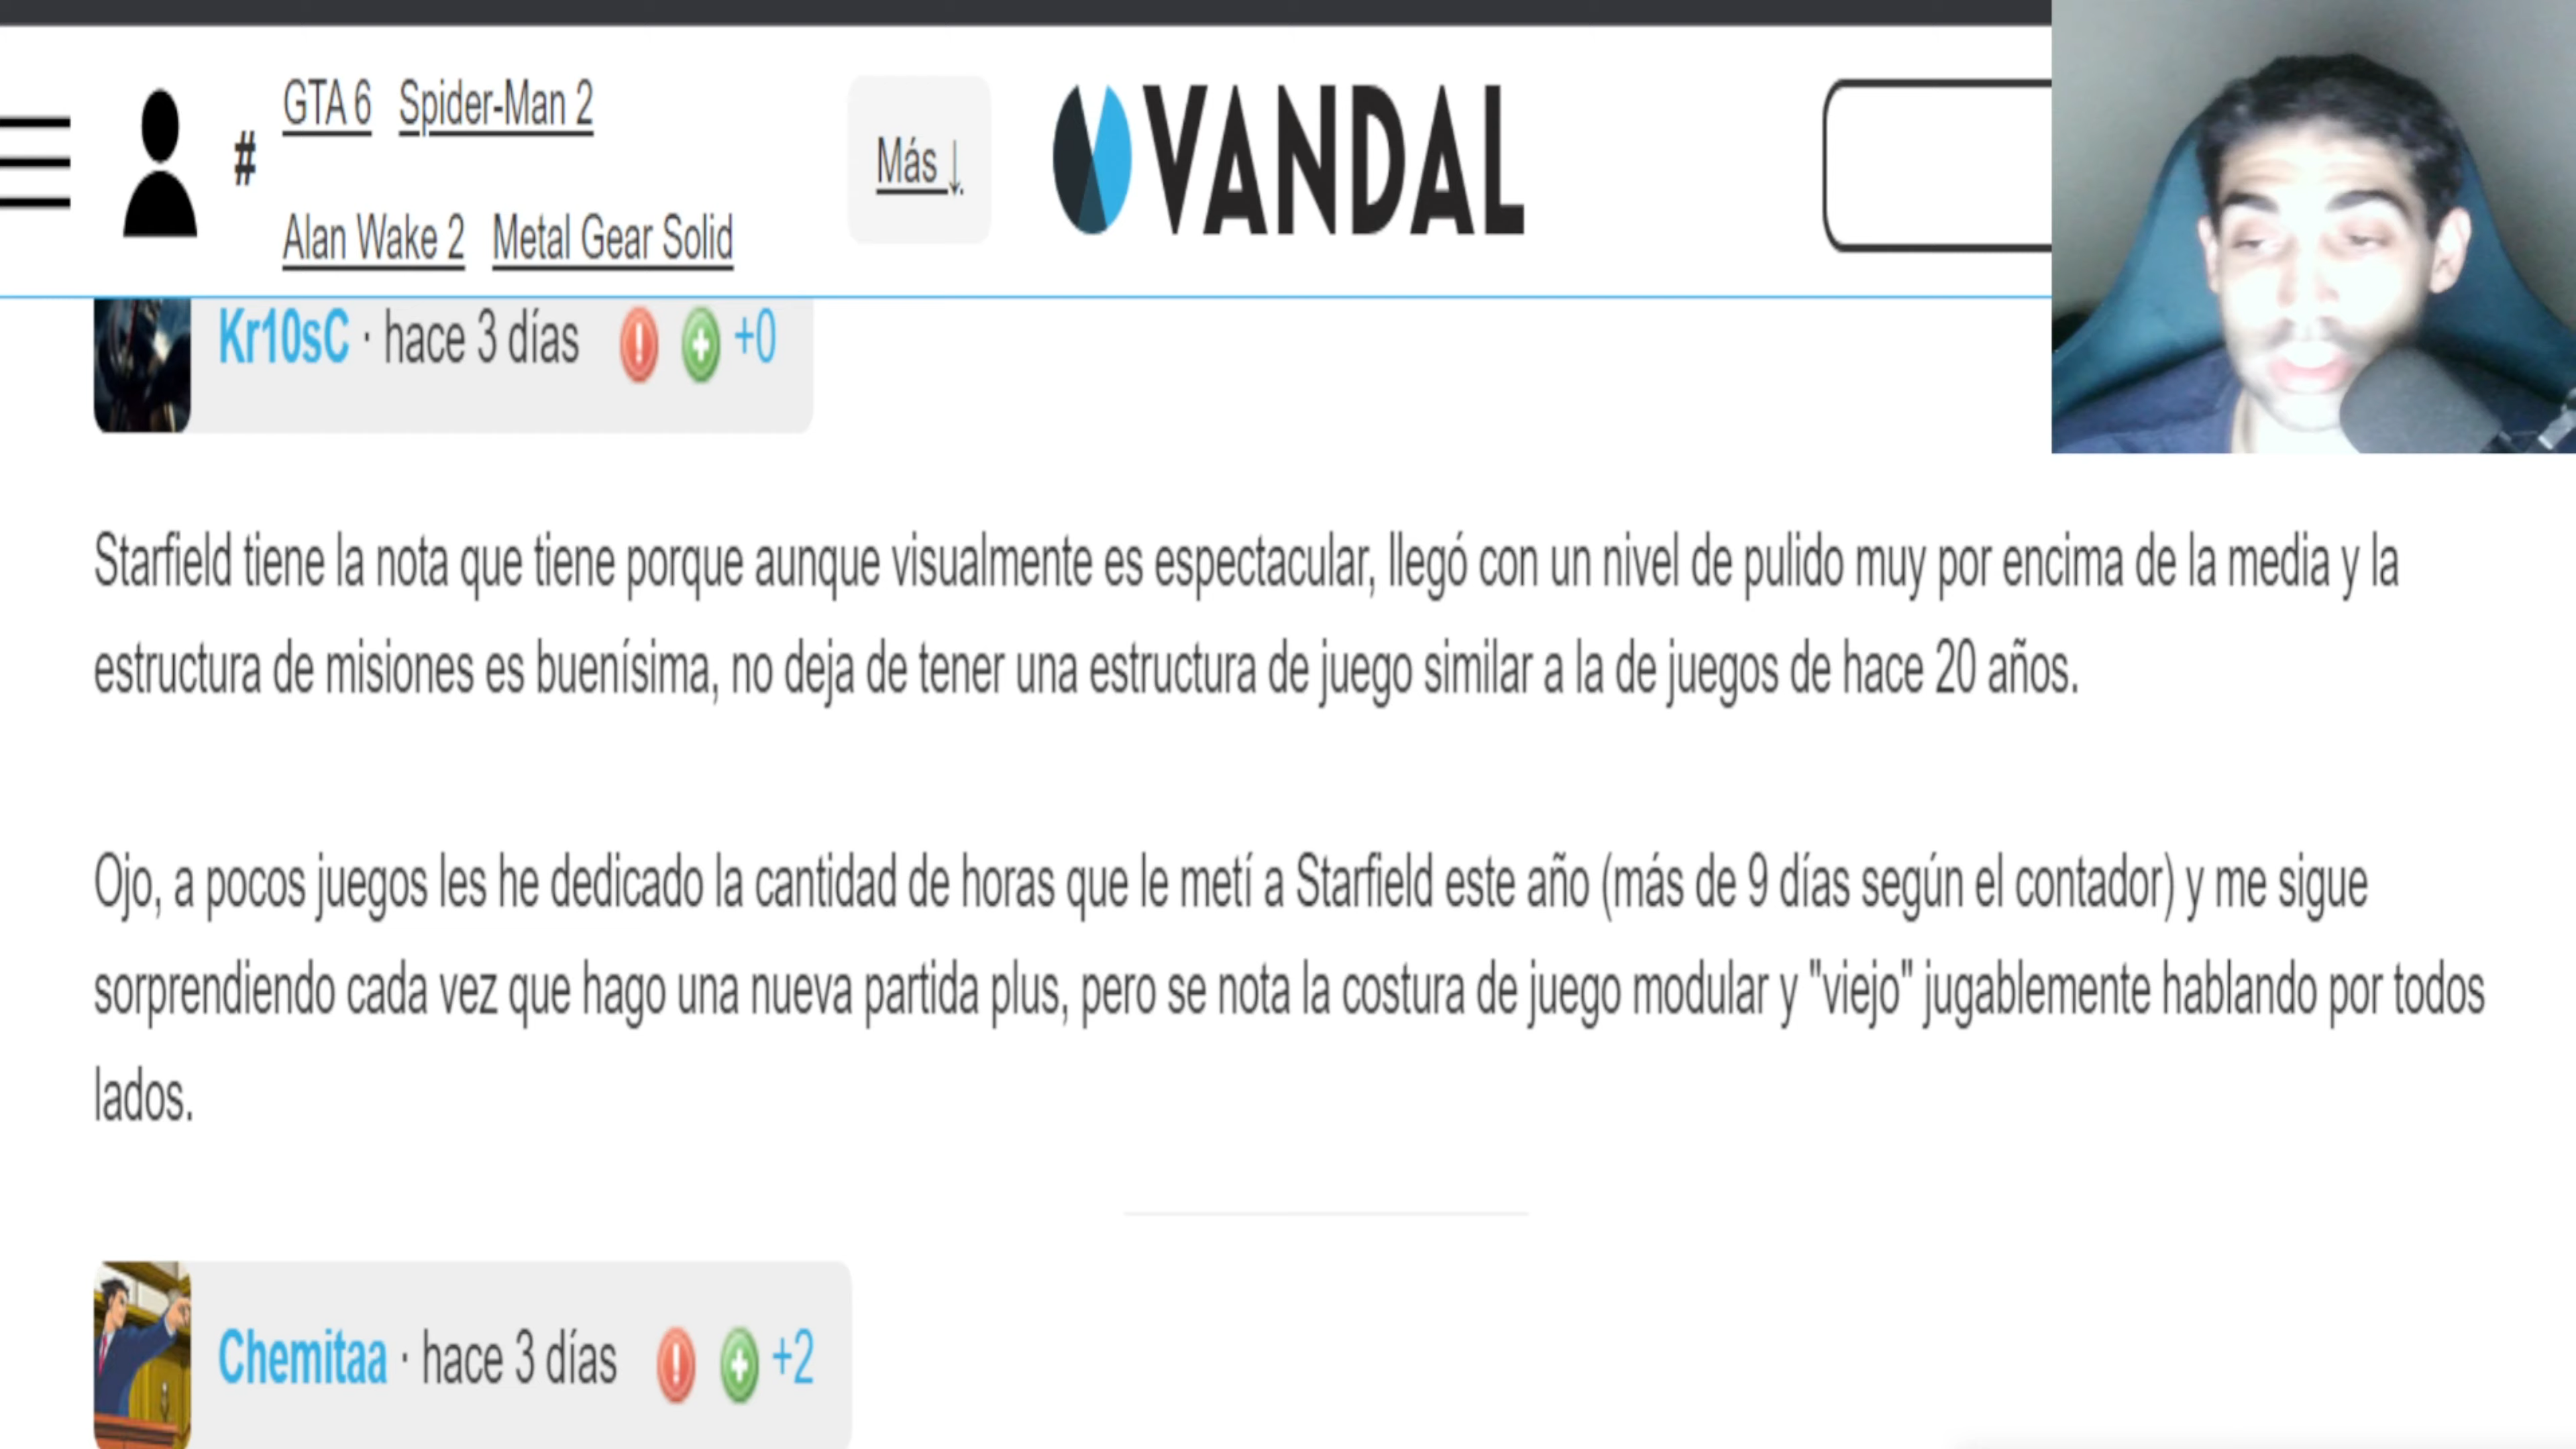 GTA 6 Spider-Man 2
#
Más ↓
VANDAL
Alan Wake 2 Metal Gear Solid
Kr10sC · hace 3 días ! + +0
Starfield tiene la nota que tiene porque aunque visualmente es espectacular, llegó con un nivel de pulido muy por encima de la media y la
estructura de misiones es buenísima, no deja de tener una estructura de juego similar a la de juegos de hace 20 años.
Ojo, a pocos juegos les he dedicado la cantidad de horas que le metí a Starfield este año (más de 9 días según el contador) y me sigue
sorprendiendo cada vez que hago una nueva partida plus, pero se nota la costura de juego modular y "viejo" jugablemente hablando por todos
lados.
Chemitaa · hace 3 días ! + +2